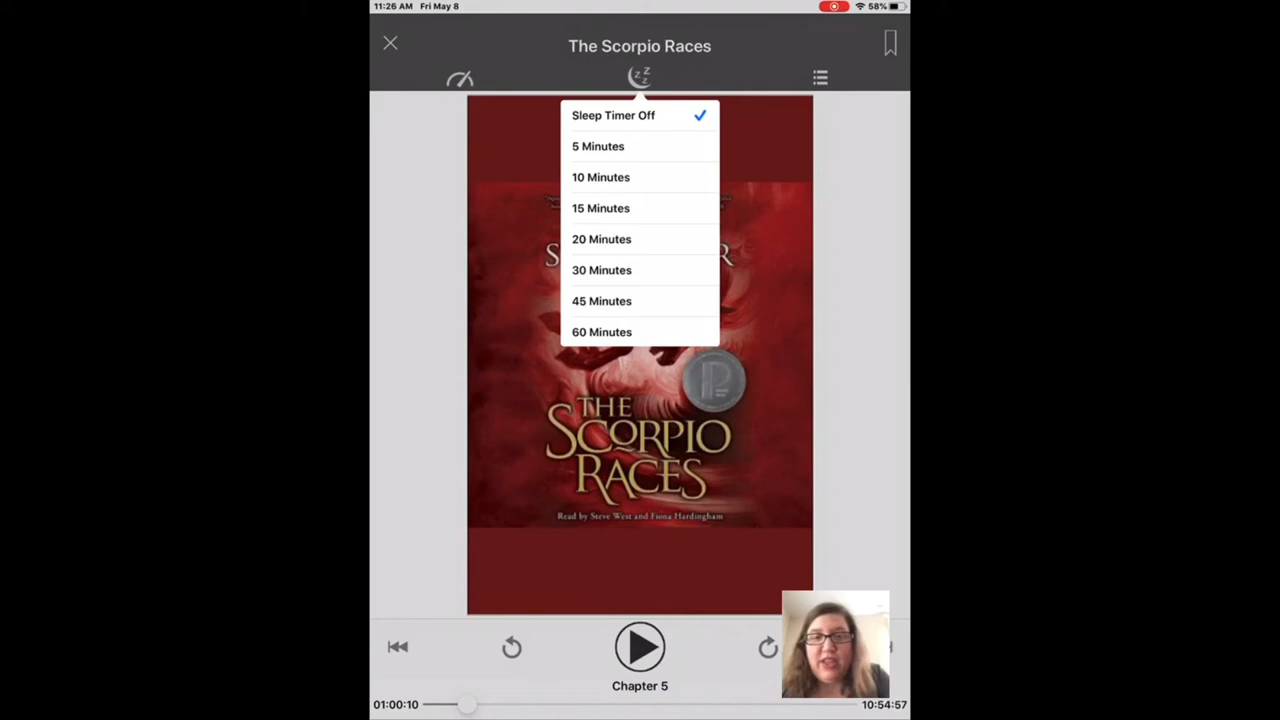 11:26 AM Fri May 8
58%
The Scorpio Races
Sleep Timer Off
5 Minutes
10 Minutes
15 Minutes
20 Minutes
30 Minutes
45 Minutes
60 Minutes
THE
SCORPIO
RACES
Read by Steve West and Fiona Hardingham
Chapter 5
01:00:10
10:54:57